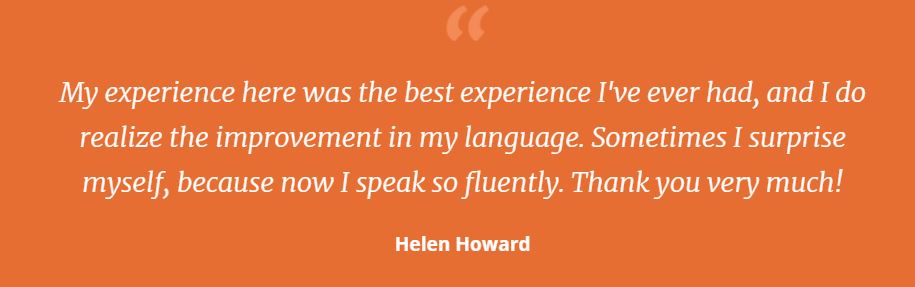 “
My experience here was the best experience I've ever had, and I do
realize the improvement in my language. Sometimes I surprise
myself, because now I speak so fluently. Thank you very much!
Helen Howard